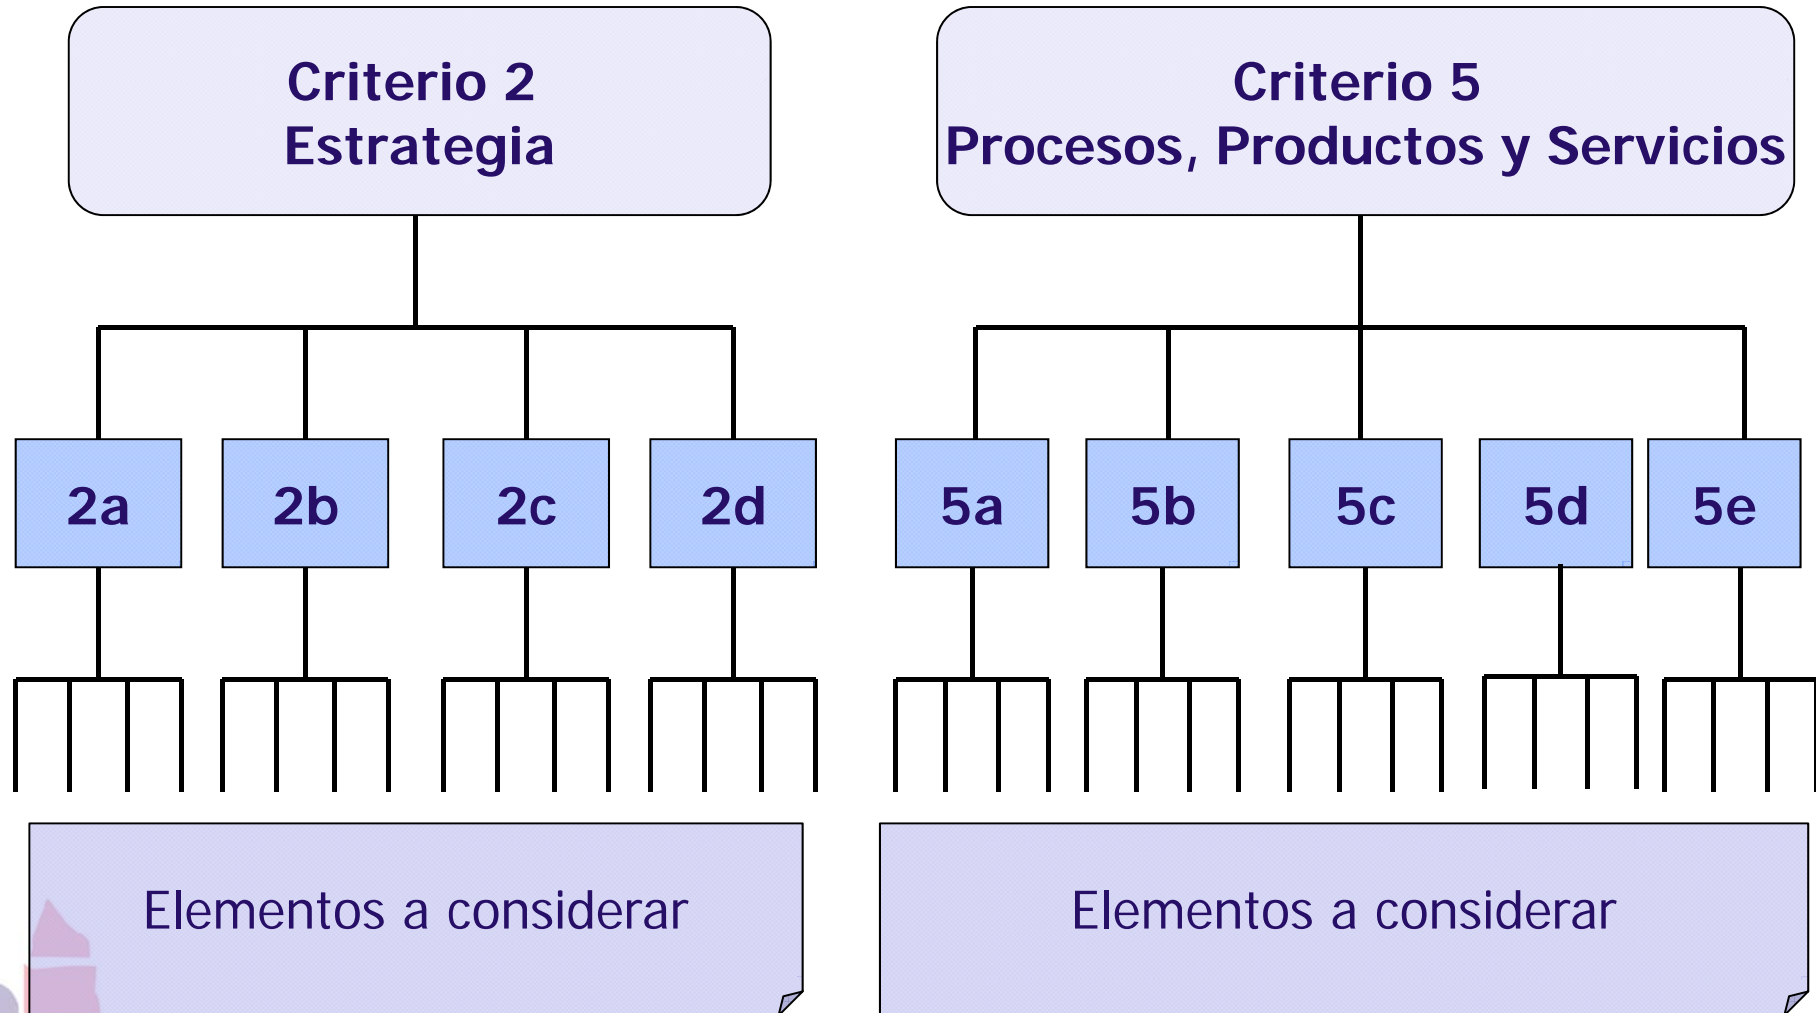 Criterio 2
Estrategia
Criterio 5
Procesos, Productos y Servicios
2a
2b
2c
2d
5a
5b
5c
5d
5e
Elementos a considerar
Elementos a considerar